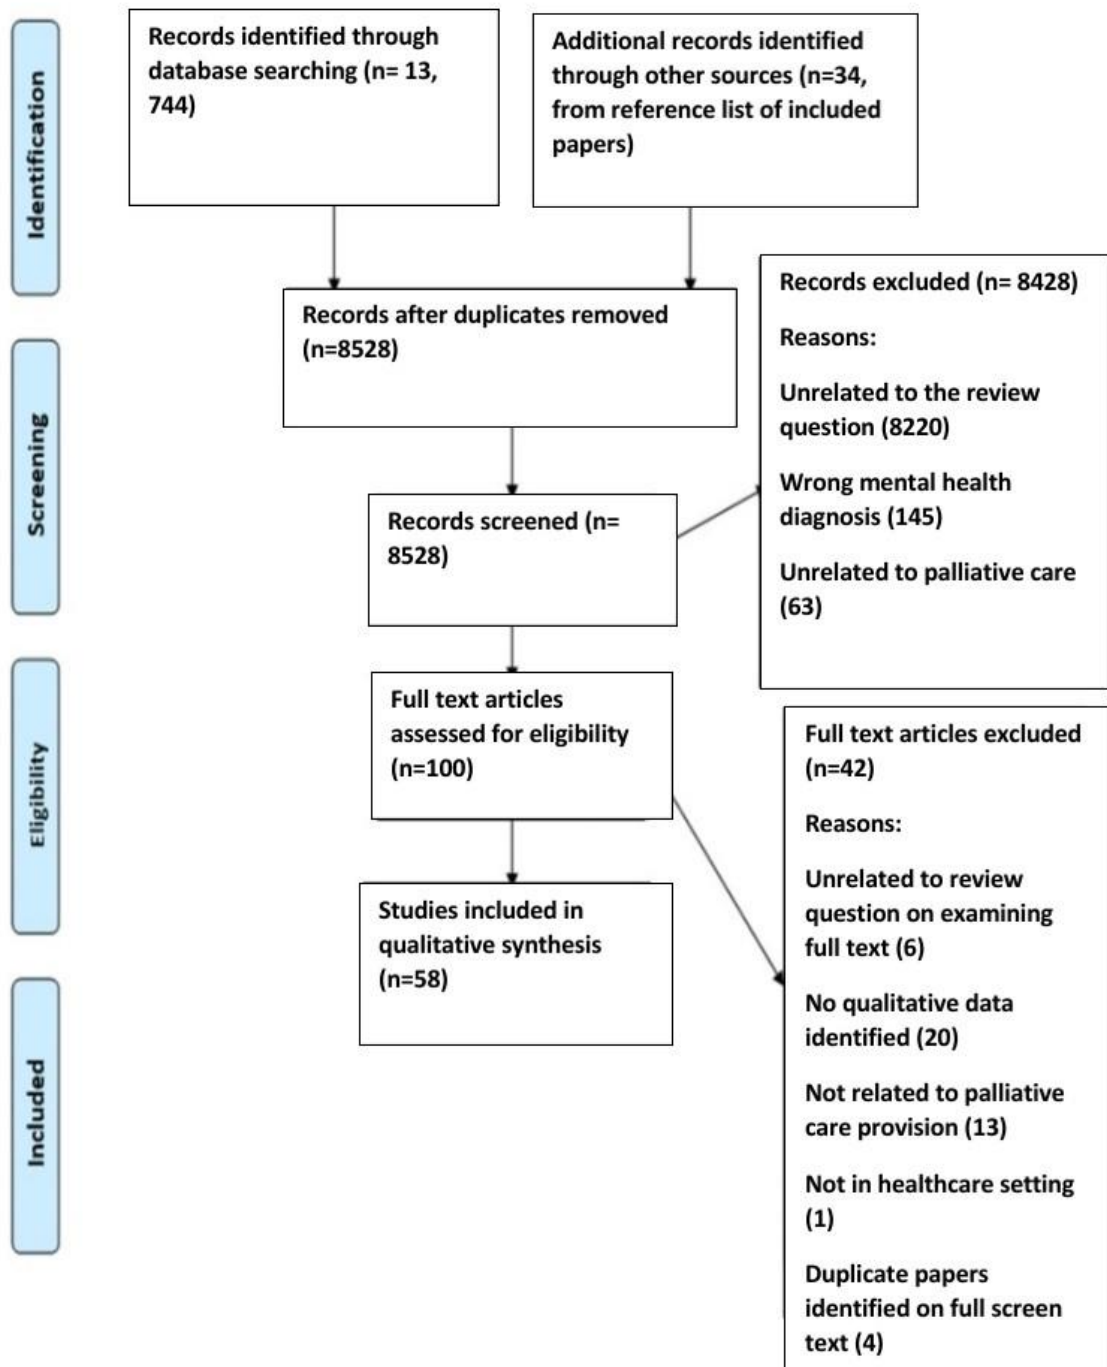 Identification
Records identified through
database searching (n= 13,
744)
Additional records identified
through other sources (n=34,
from reference list of included
papers)
Records after duplicates removed
(n=8528)
Records excluded (n= 8428)
Reasons:
Unrelated to the review
question (8220)
Wrong mental health
diagnosis (145)
Unrelated to palliative care
(63)
Screening
Records screened (n=
8528)
Eligibility
Full text articles
assessed for eligibility
(n=100)
Full text articles excluded
(n=42)
Reasons:
Unrelated to review
question on examining
full text (6)
No qualitative data
identified (20)
Not related to palliative
care provision (13)
Not in healthcare setting
(1)
Duplicate papers
identified on full screen
text (4)
Included
Studies included in
qualitative synthesis
(n=58)